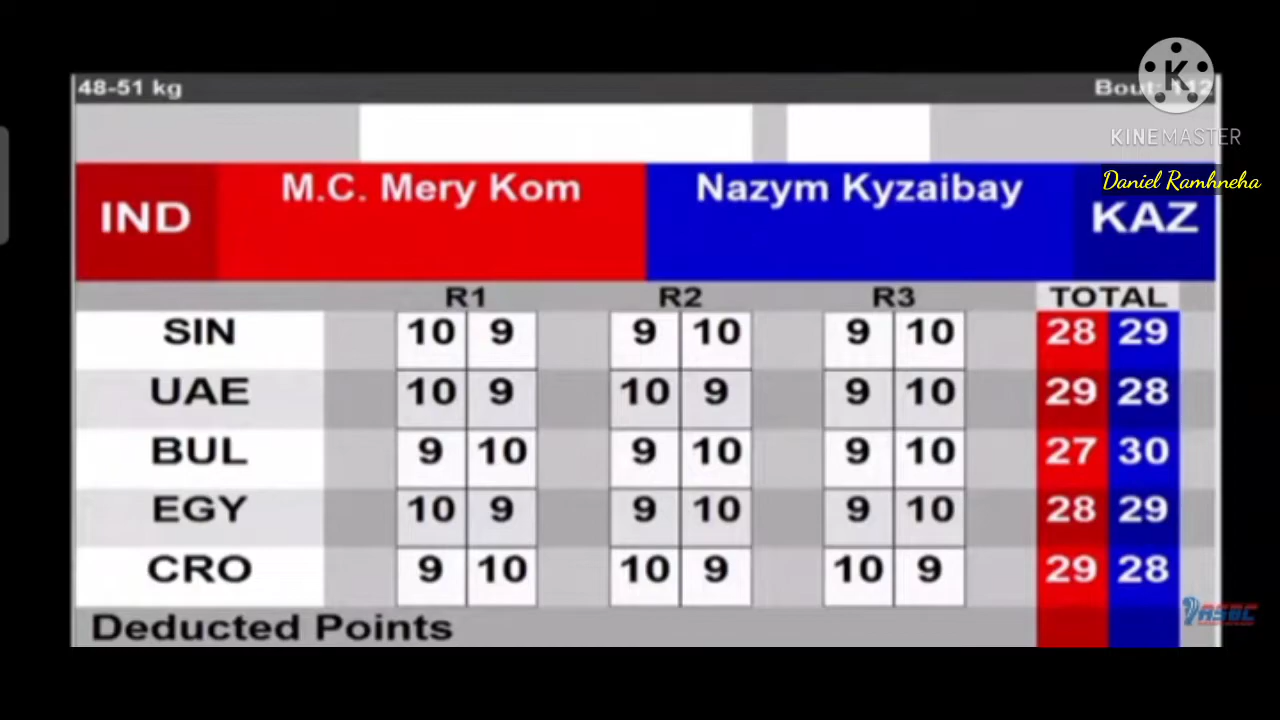 48-51 kg Bout: 112
K
KINEMASTER
Daniel Ramhneha
IND M.C. Mery Kom Nazym Kyzaibay KAZ
R1 R2 R3 TOTAL
SIN 10 9 9 10 9 10 28 29
UAE 10 9 10 9 9 10 29 28
BUL 9 10 9 10 9 10 27 30
EGY 10 9 9 10 9 10 28 29
CRO 9 10 10 9 10 9 29 28
ASBC
Deducted Points